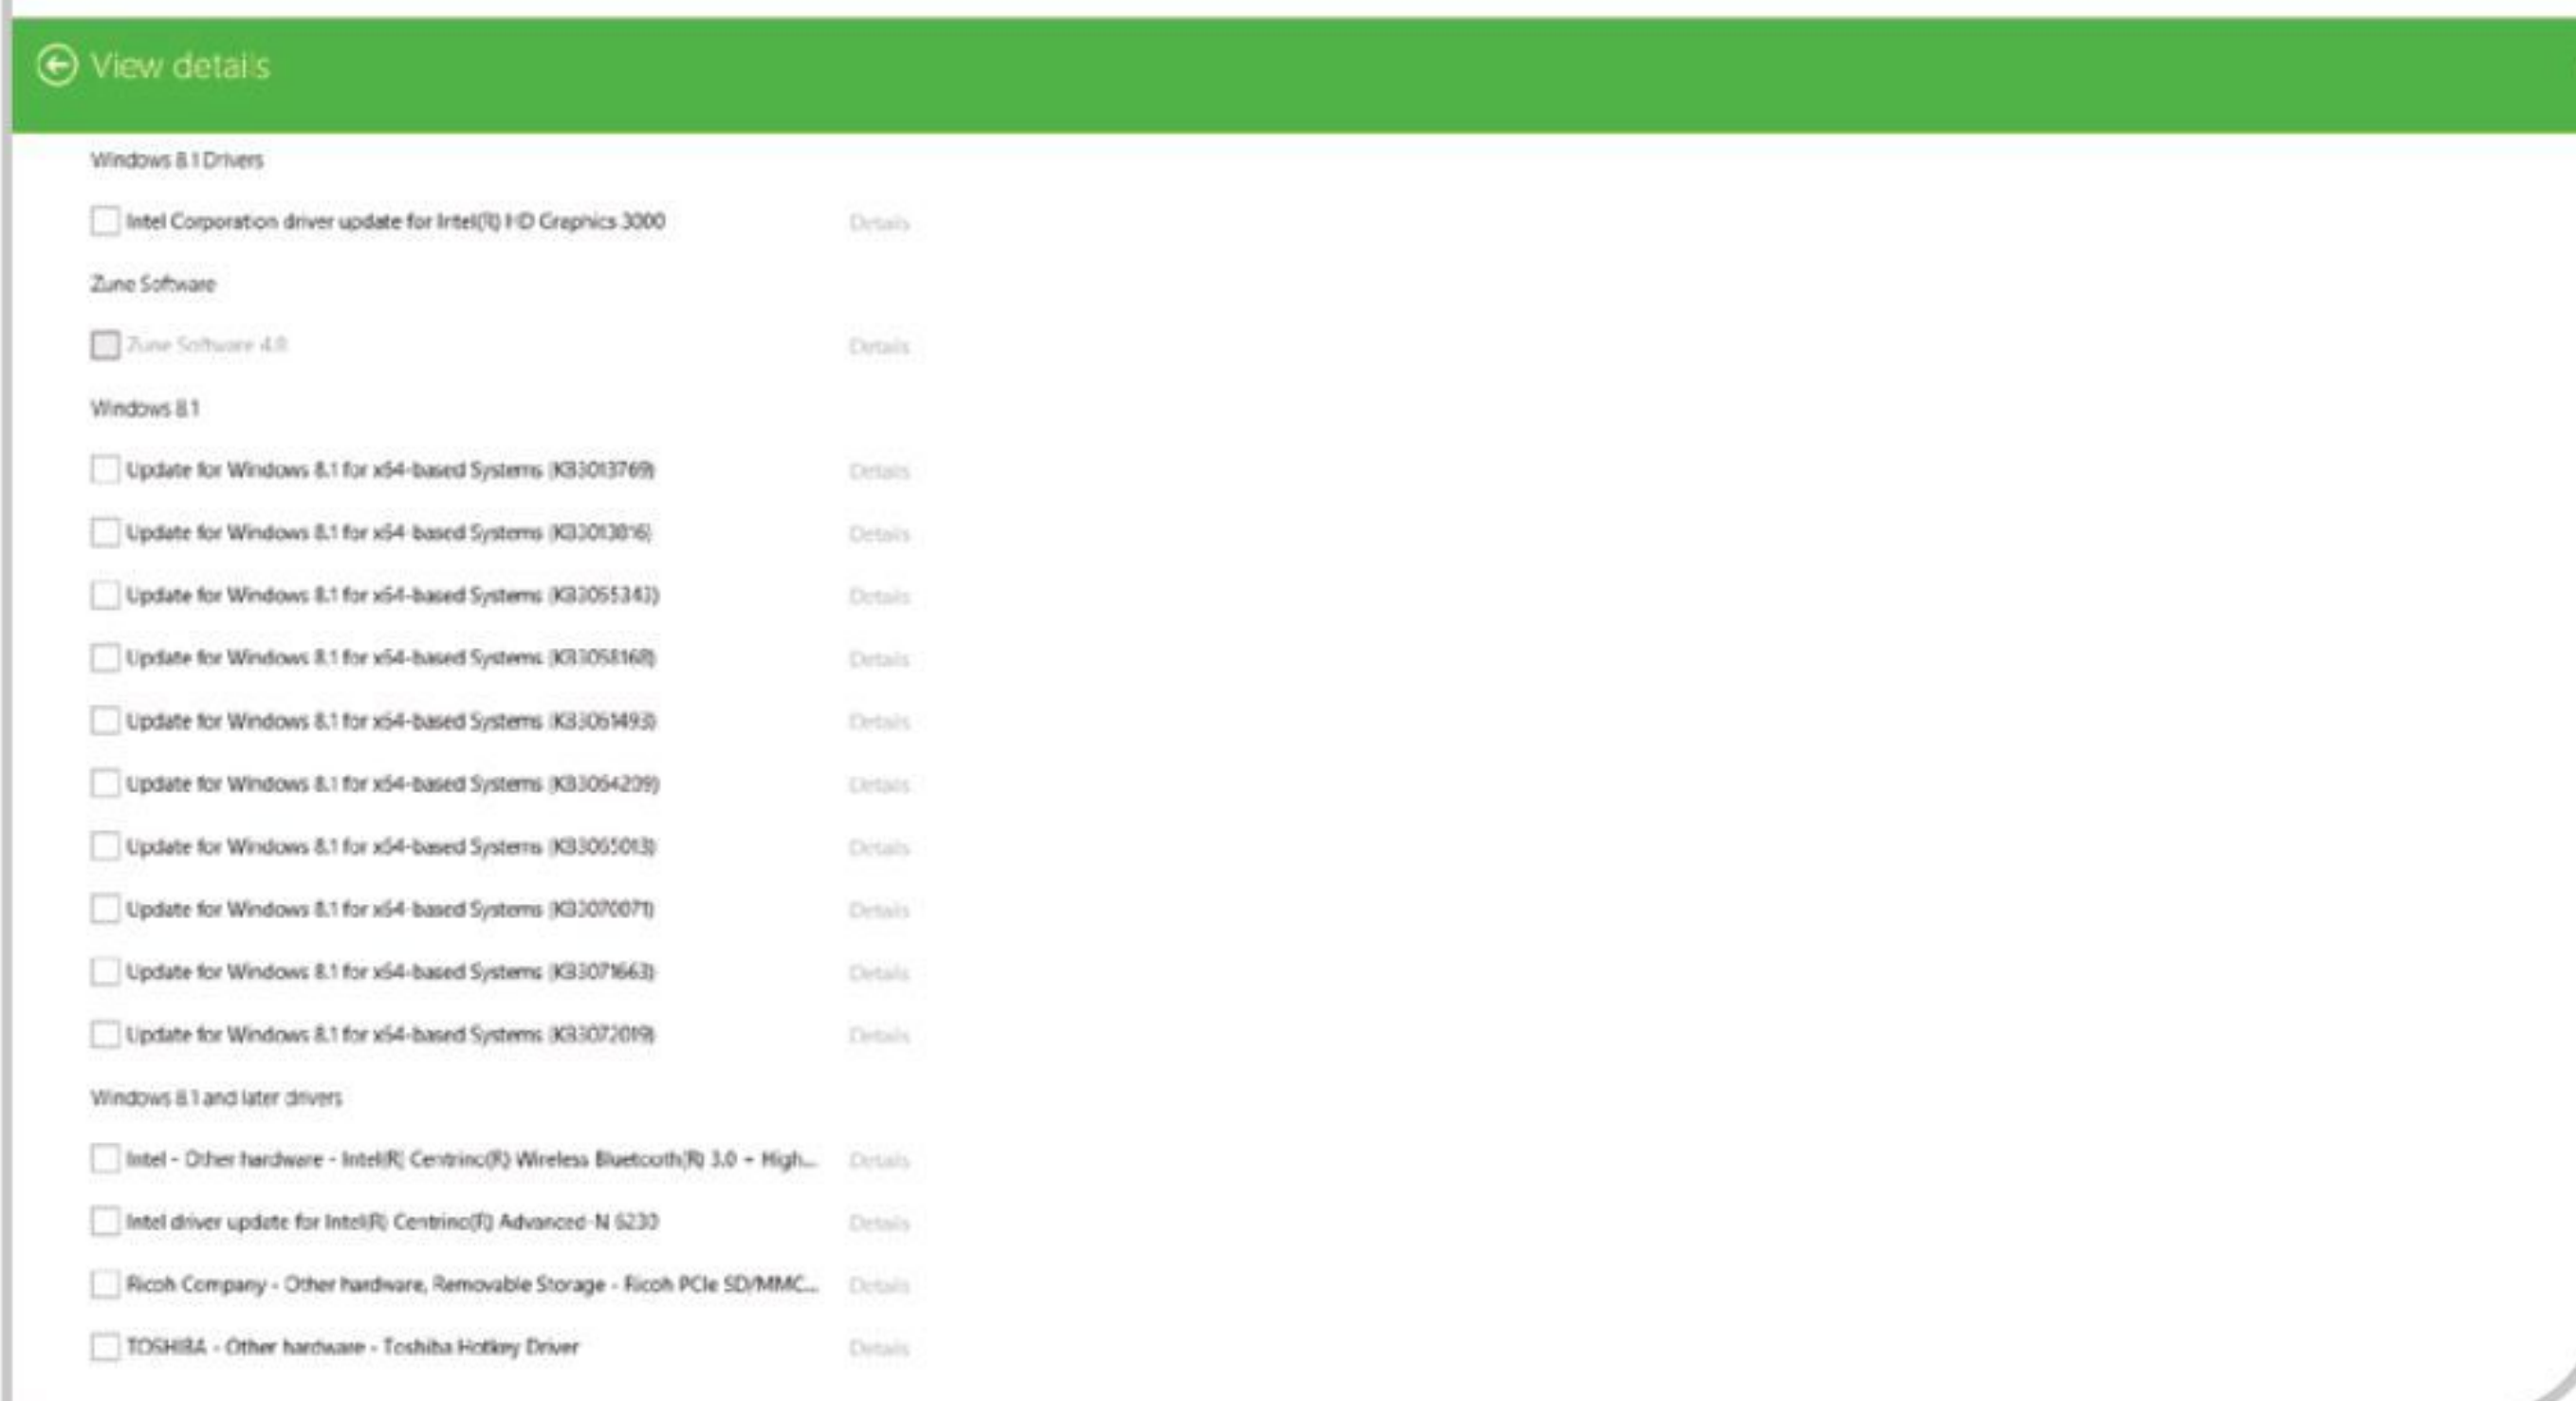 View details
Windows 8.1 Drivers
Intel Corporation driver update for Intel(R) HD Graphics 3000 Details
Zune Software
Zune Software 4.8 Details
Windows 8.1
Update for Windows 8.1 for x64-based Systems (KB3013769) Details
Update for Windows 8.1 for x64-based Systems (KB3013816) Details
Update for Windows 8.1 for x64-based Systems (KB3055343) Details
Update for Windows 8.1 for x64-based Systems (KB3058168) Details
Update for Windows 8.1 for x64-based Systems (KB3061493) Details
Update for Windows 8.1 for x64-based Systems (KB3064209) Details
Update for Windows 8.1 for x64-based Systems (KB3065013) Details
Update for Windows 8.1 for x64-based Systems (KB3070071) Details
Update for Windows 8.1 for x64-based Systems (KB3071663) Details
Update for Windows 8.1 for x64-based Systems (KB3072019) Details
Windows 8.1 and later drivers
Intel - Other hardware - Intel(R) Centrino(R) Wireless Bluetooth(R) 3.0 + High... Details
Intel driver update for Intel(R) Centrino(R) Advanced-N 6230 Details
Ricoh Company - Other hardware, Removable Storage - Ricoh PCIe SD/MMC... Details
TOSHIBA - Other hardware - Toshiba Hotkey Driver Details